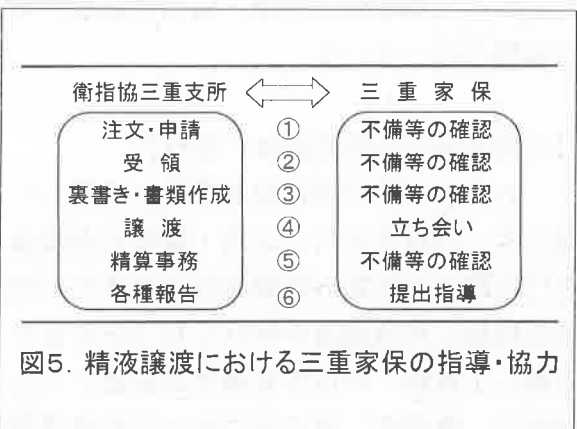 衛指協三重支所 ⇔ 三重家保
注文・申請 ① 不備等の確認
受領 ② 不備等の確認
裏書き・書類作成 ③ 不備等の確認
譲渡 ④ 立ち会い
精算事務 ⑤ 不備等の確認
各種報告 ⑥ 提出指導
図5. 精液譲渡における三重家保の指導・協力